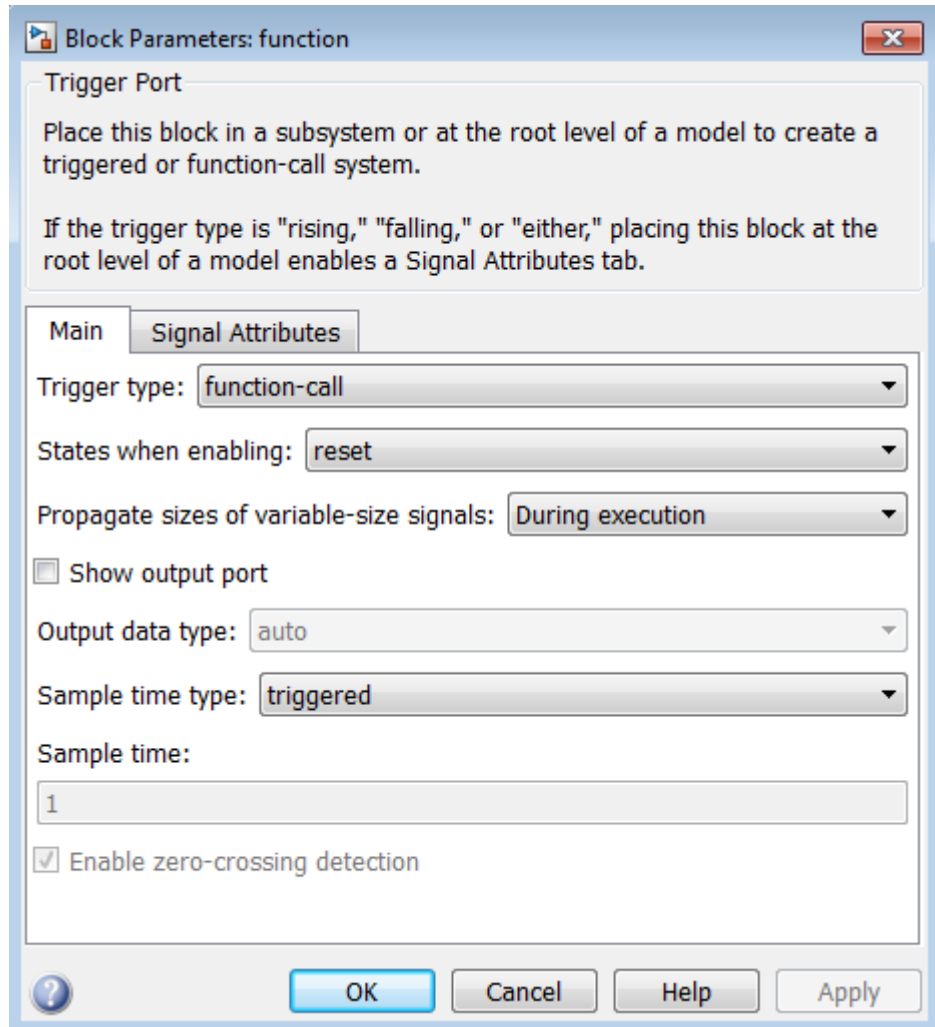 Block Parameters: function
Trigger Port
Place this block in a subsystem or at the root level of a model to create a
triggered or function-call system.
If the trigger type is "rising," "falling," or "either," placing this block at the
root level of a model enables a Signal Attributes tab.
Main Signal Attributes
Trigger type: function-call
States when enabling: reset
Propagate sizes of variable-size signals: During execution
Show output port
Output data type: auto
Sample time type: triggered
Sample time:
1
Enable zero-crossing detection
? OK Cancel Help Apply